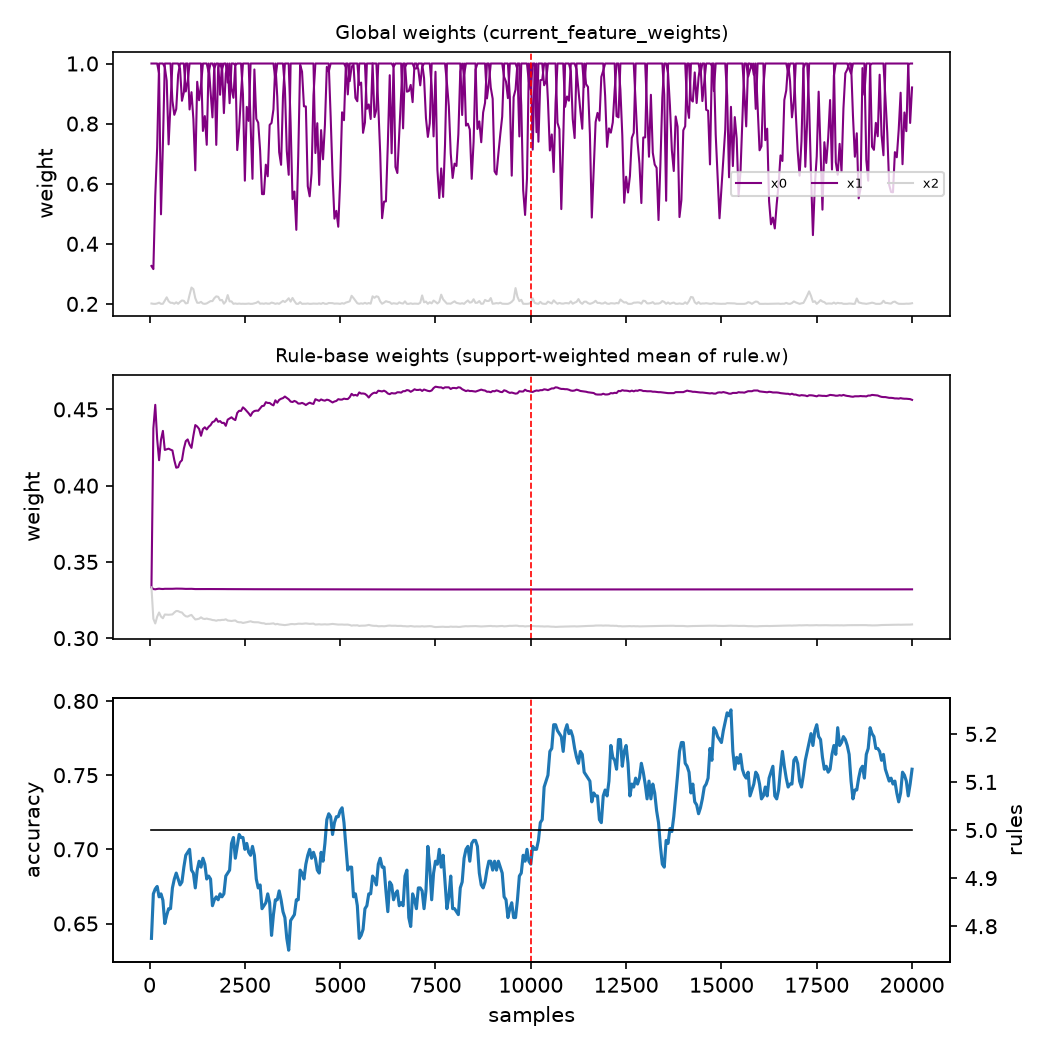 Global weights (current_feature_weights)
weight
1.0
0.8
0.6
0.4
0.2
x0 x1 x2
Rule-base weights (support-weighted mean of rule.w)
weight
0.45
0.40
0.35
0.30
accuracy
0.80
0.75
0.70
0.65
5.2
5.1
5.0
4.9
4.8
rules
0 2500 5000 7500 10000 12500 15000 17500 20000
samples